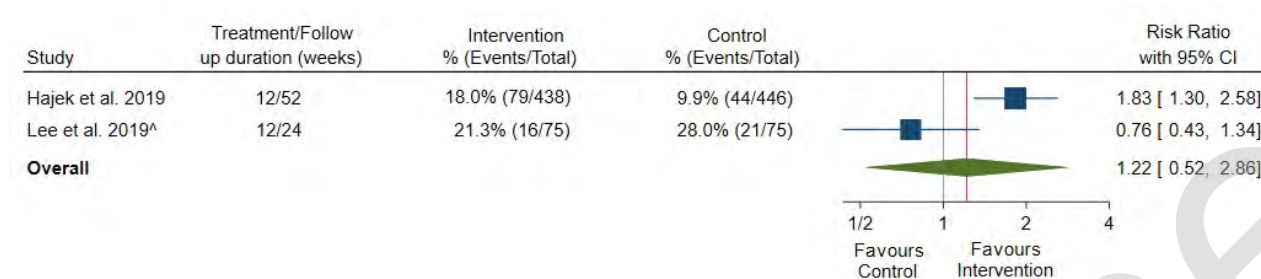 Study Treatment/Follow up duration (weeks) Intervention % (Events/Total) Control % (Events/Total) Risk Ratio with 95% CI
Hajek et al. 2019 12/52 18.0% (79/438) 9.9% (44/446) 1.83 [ 1.30, 2.58]
Lee et al. 2019^ 12/24 21.3% (16/75) 28.0% (21/75) 0.76 [ 0.43, 1.34]
Overall 1.22 [ 0.52, 2.86]
1/2 1 2 4
Favours Control Favours Intervention